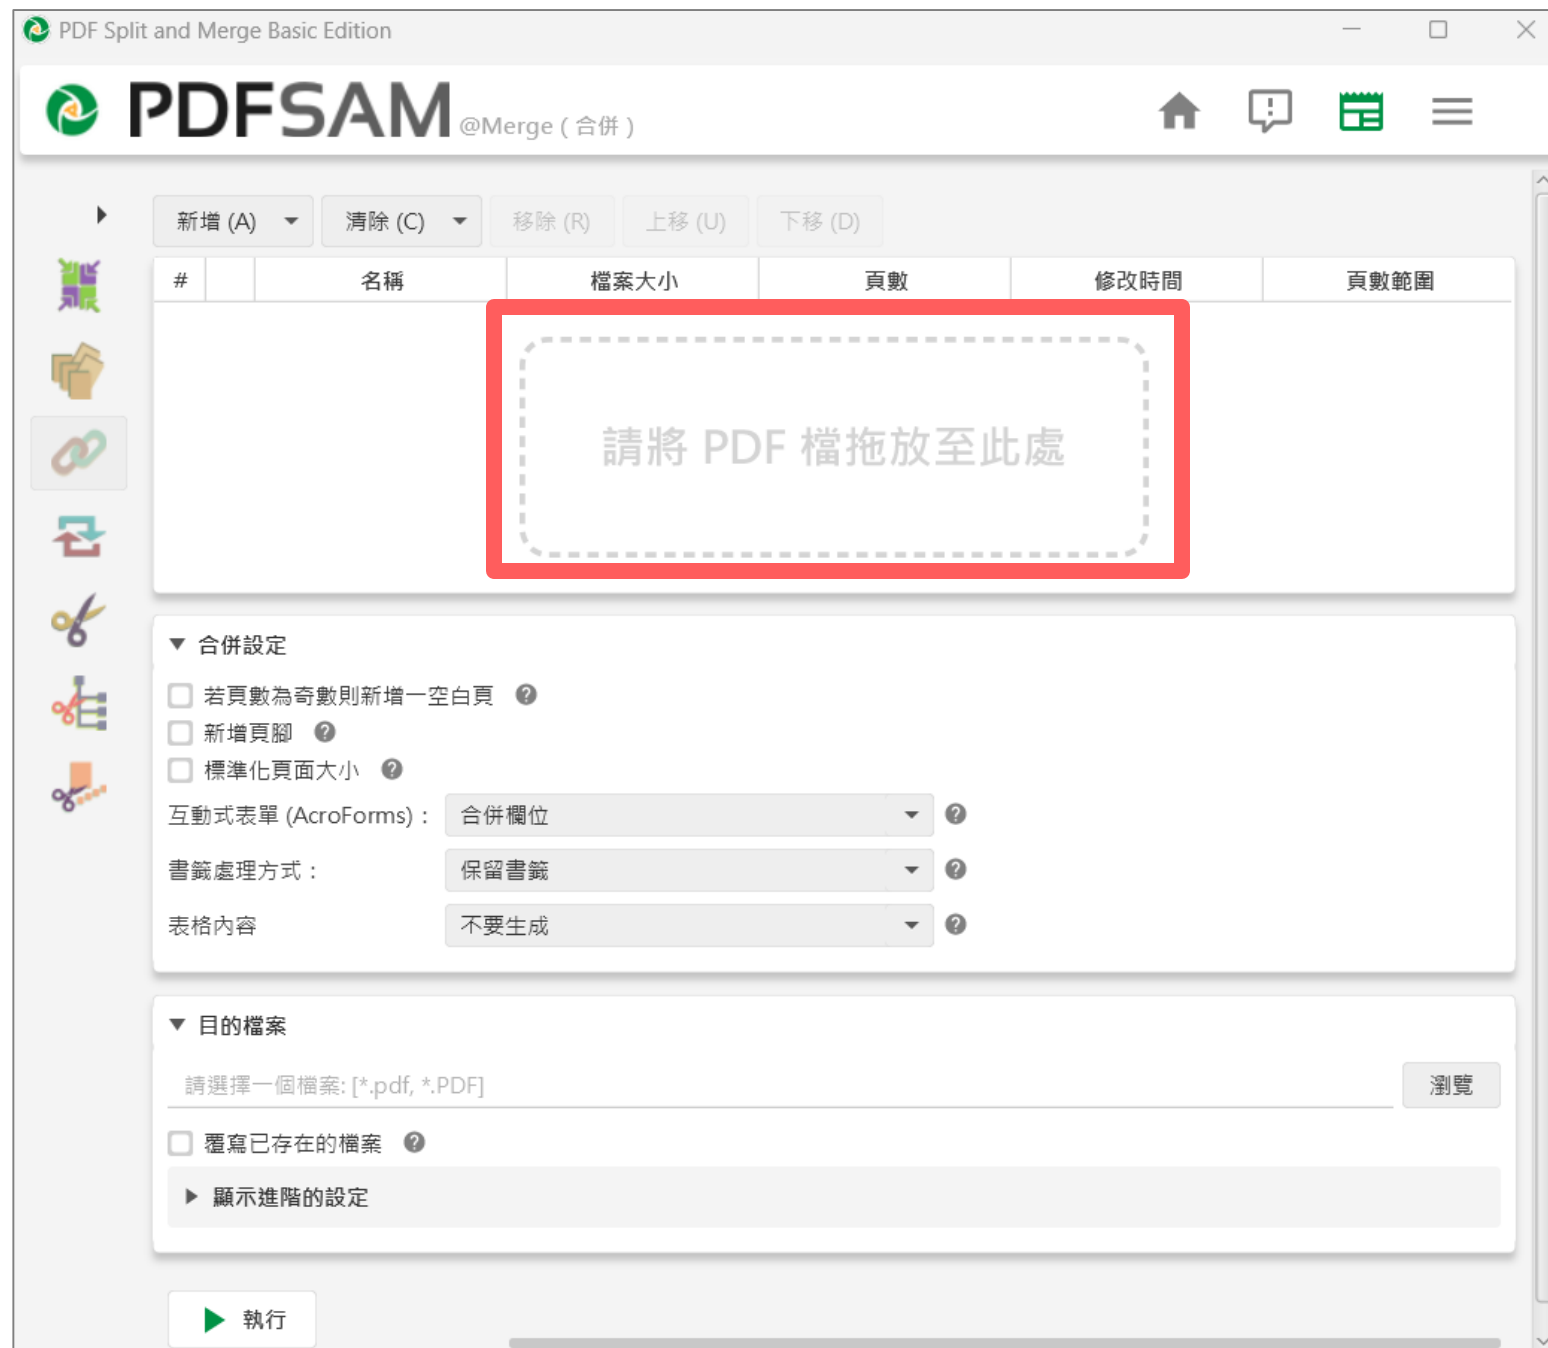 PDF Split and Merge Basic Edition
PDFSAM @Merge ( 合併 )
新增 (A) 清除 (C) 移除 (R) 上移 (U) 下移 (D)
# 名稱 檔案大小 頁數 修改時間 頁數範圍
請將 PDF 檔拖放至此處
合併設定
若頁數為奇數則新增一空白頁
新增頁腳
標準化頁面大小
互動式表單 (AcroForms)： 合併欄位
書籤處理方式： 保留書籤
表格內容 不要生成
目的檔案
請選擇一個檔案: [*.pdf, *.PDF] 瀏覽
覆寫已存在的檔案
顯示進階的設定
執行